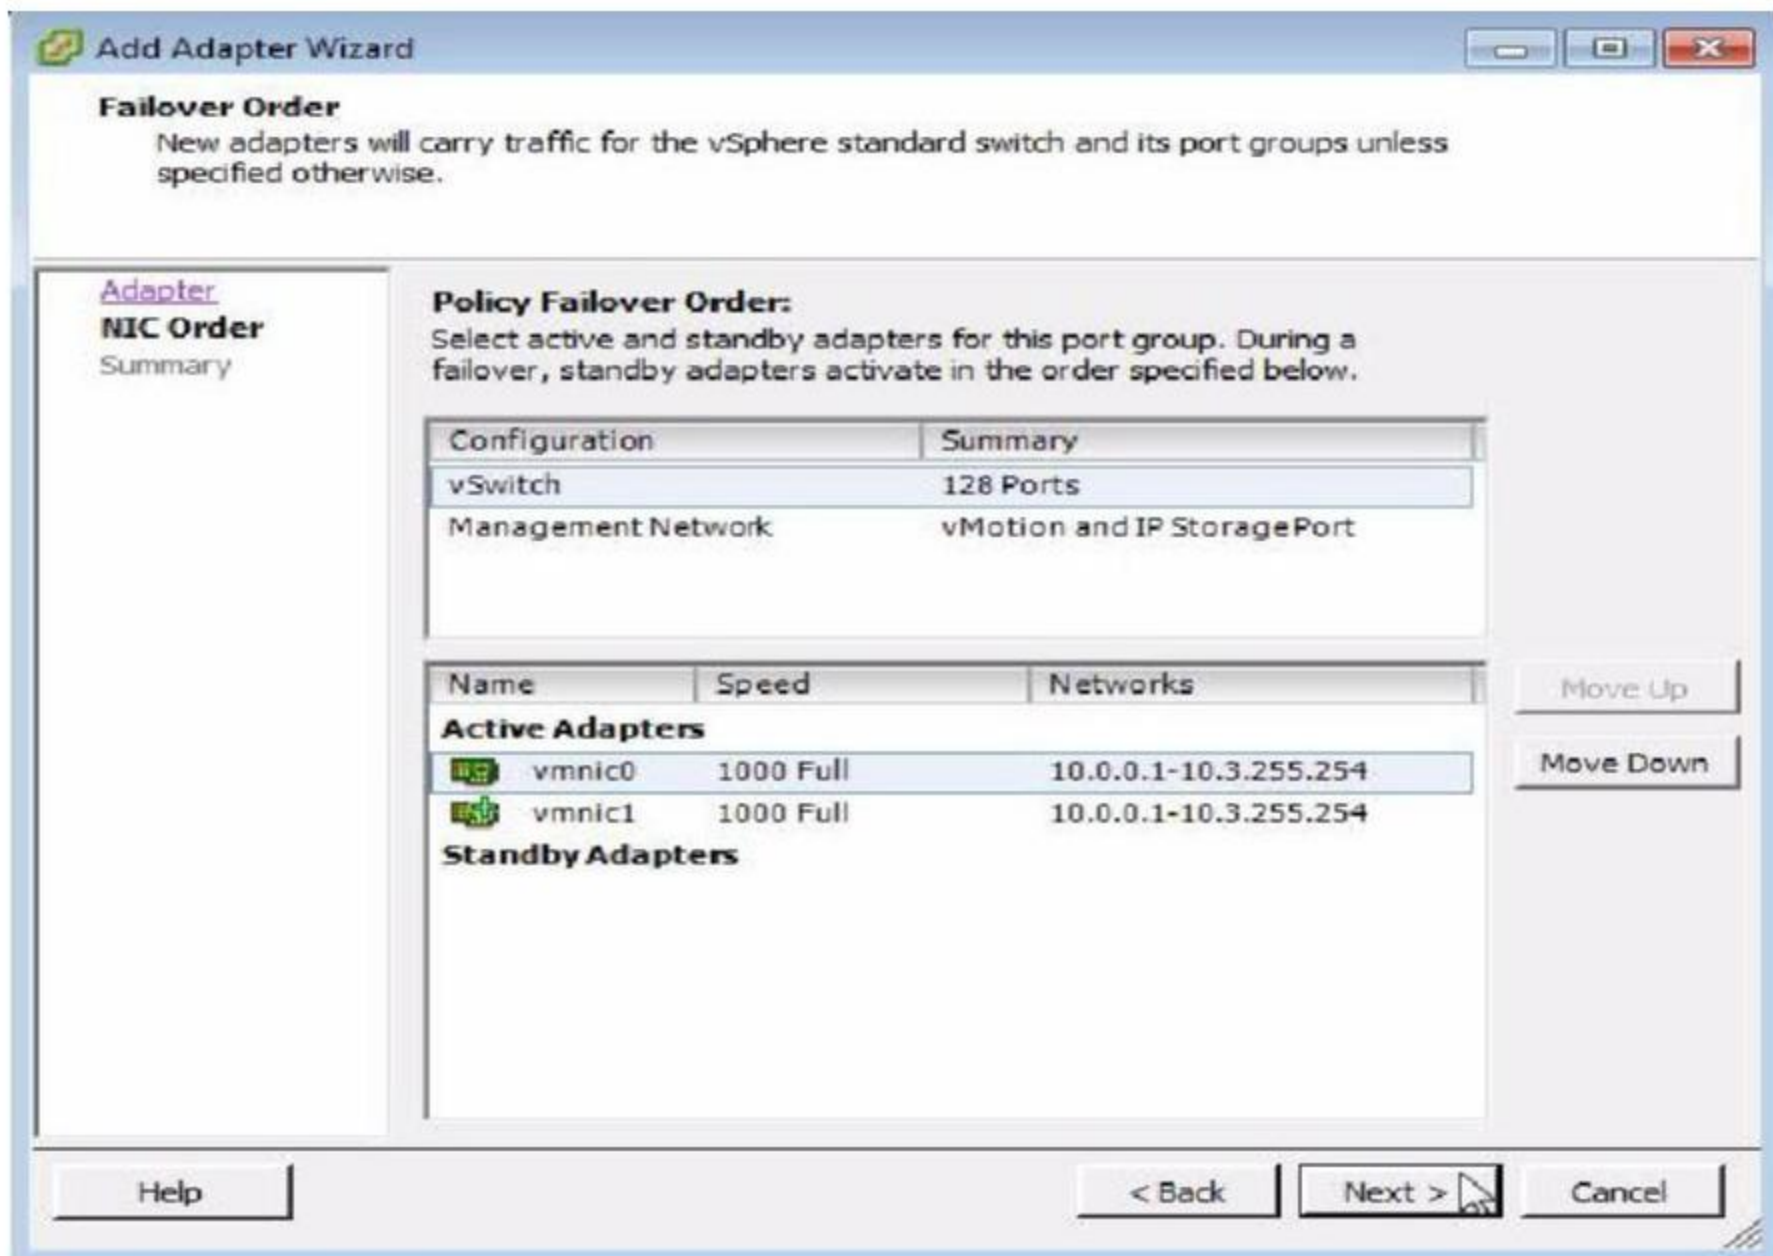 Add Adapter Wizard
Failover Order
New adapters will carry traffic for the vSphere standard switch and its port groups unless
specified otherwise.
Adapter
NIC Order
Summary
Policy Failover Order:
Select active and standby adapters for this port group. During a
failover, standby adapters activate in the order specified below.
Configuration Summary
vSwitch 128 Ports
Management Network vMotion and IP Storage Port
Name Speed Networks
Active Adapters
vmnic0 1000 Full 10.0.0.1-10.3.255.254
vmnic1 1000 Full 10.0.0.1-10.3.255.254
Standby Adapters
Move Up
Move Down
Help < Back Next > Cancel